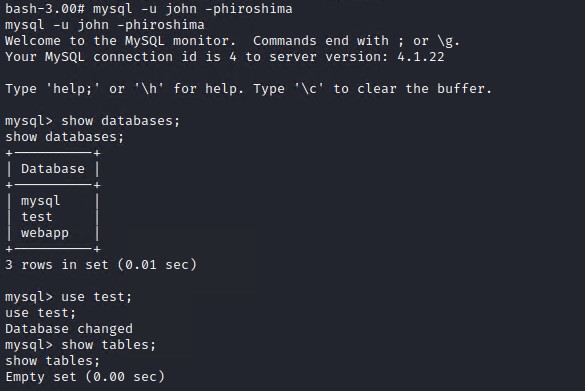 bash-3.00# mysql -u john -phiroshima
mysql -u john -phiroshima
Welcome to the MySQL monitor.  Commands end with ; or \g.
Your MySQL connection id is 4 to server version: 4.1.22

Type 'help;' or '\h' for help. Type '\c' to clear the buffer.

mysql> show databases;
show databases;
+----------+
| Database |
+----------+
| mysql    |
| test     |
| webapp   |
+----------+
3 rows in set (0.01 sec)

mysql> use test;
use test;
Database changed
mysql> show tables;
show tables;
Empty set (0.00 sec)